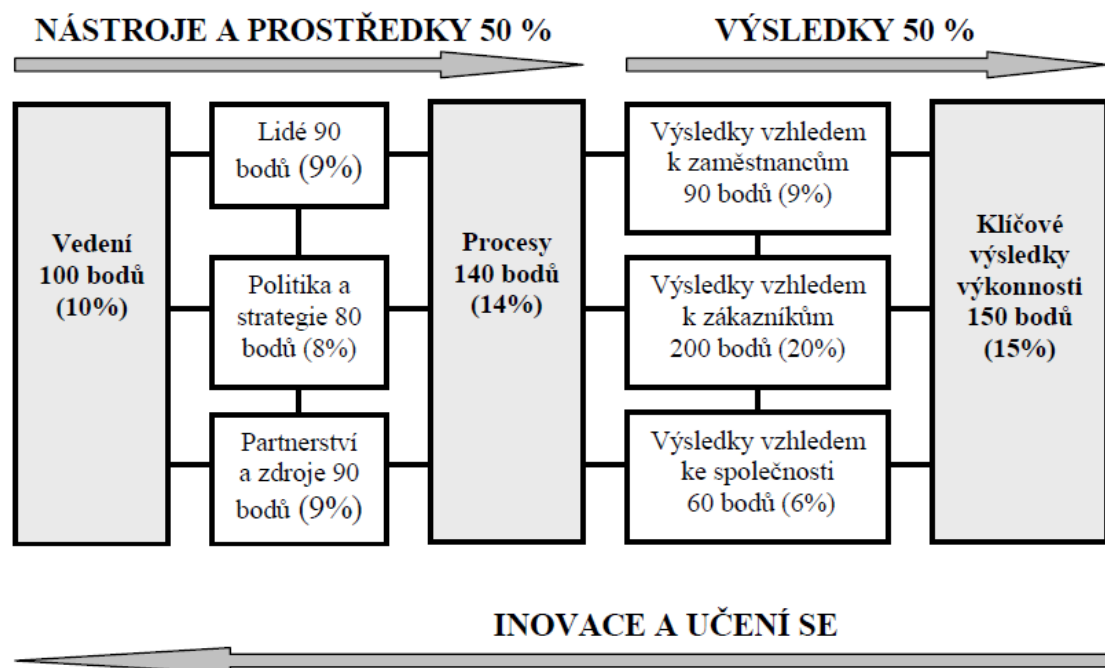 NÁSTROJE A PROSTŘEDKY 50 %
VÝSLEDKY 50 %
Vedení
100 bodů
(10%)
Lidé 90
bodů (9%)
Politika a
strategie 80
bodů (8%)
Partnerství
a zdroje 90
bodů (9%)
Procesy
140 bodů
(14%)
Výsledky vzhledem
k zaměstnancům
90 bodů (9%)
Výsledky vzhledem
k zákazníkům
200 bodů (20%)
Výsledky vzhledem
ke společnosti
60 bodů (6%)
Klíčové
výsledky
výkonnosti
150 bodů
(15%)
INOVACE A UČENÍ SE